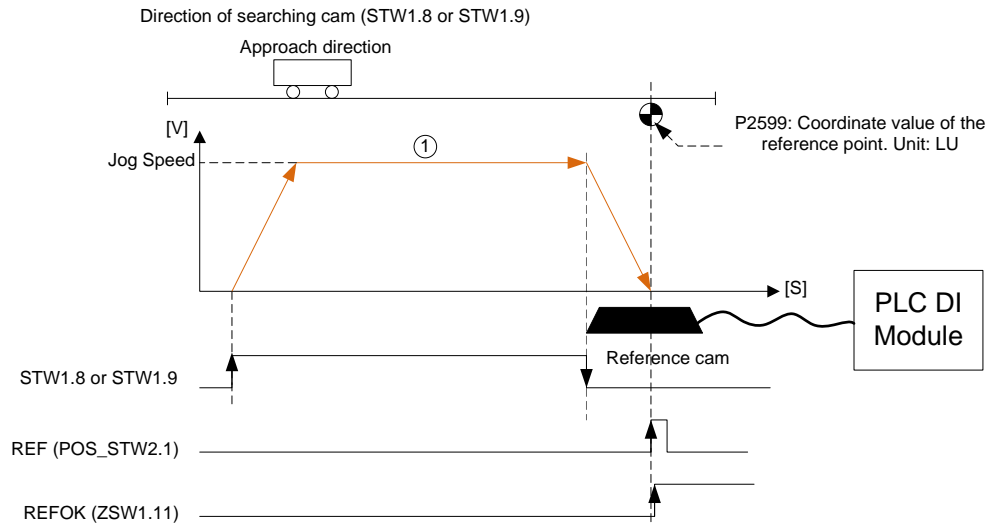 Direction of searching cam (STW1.8 or STW1.9)
Approach direction
[V]
P2599: Coordinate value of the
reference point. Unit: LU
Jog Speed
1
[S]
PLC DI
Module
Reference cam
STW1.8 or STW1.9
REF (POS_STW2.1)
REFOK (ZSW1.11)